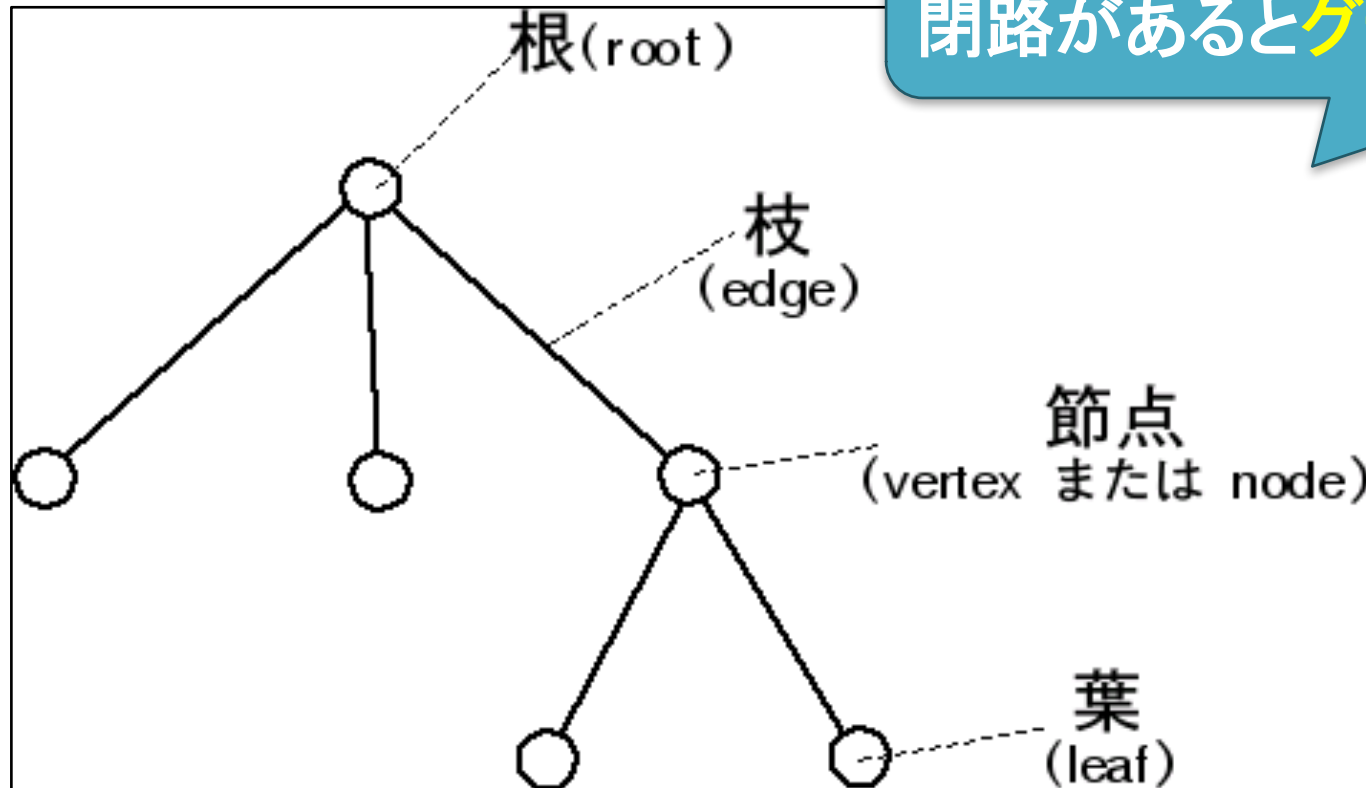 閉路があるとグ
根(root)
枝
(edge)
節点
(vertex または node)
葉
(leaf)